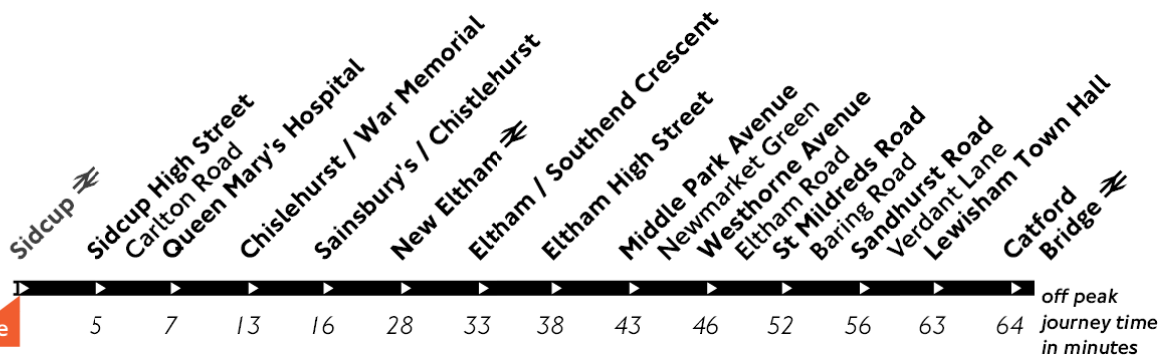 Sidcup
Sidcup High Street
Carlton Road
Queen Mary's Hospital
Chislehurst / War Memorial
Sainsbury's / Chistlehurst
New Eltham
Eltham / Southend Crescent
Eltham High Street
Middle Park Avenue
Newmarket Green
Westhorne Avenue
Eltham Road
St Mildreds Road
Baring Road
Sandhurst Road
Verdant Lane
Lewisham Town Hall
Catford
Bridge
e
5 7 13 16 28 33 38 43 46 52 56 63 64
off peak
journey time
in minutes